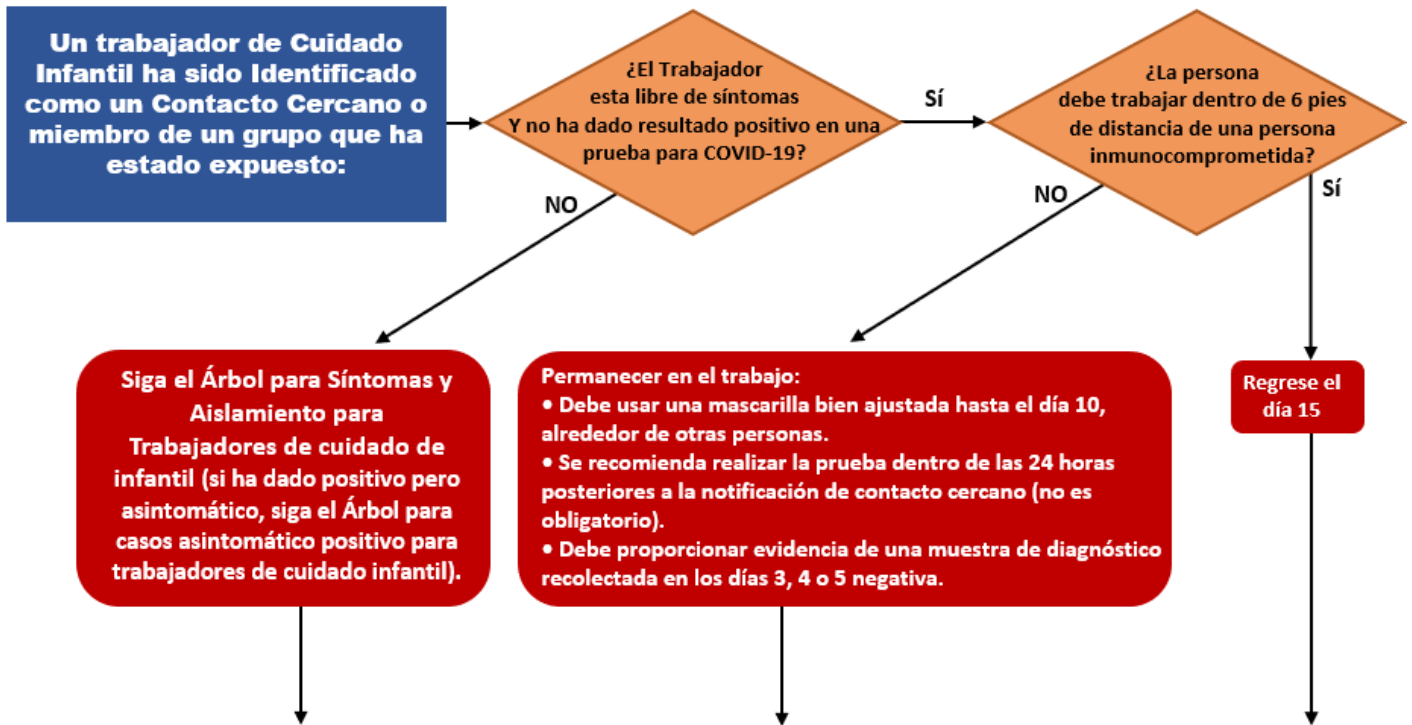 Un trabajador de Cuidado
Infantil ha sido Identificado
como un Contacto Cercano o
miembro de un grupo que ha
estado expuesto:
¿El Trabajador
esta libre de síntomas
Y no ha dado resultado positivo en una
prueba para COVID-19?
Sí
¿La persona
debe trabajar dentro de 6 pies
de distancia de una persona
inmunocomprometida?
NO
NO
Sí
Siga el Árbol para Síntomas y
Aislamiento para
Trabajadores de cuidado de
infantil (si ha dado positivo pero
asintomático, siga el Árbol para
casos asintomático positivo para
trabajadores de cuidado infantil).
Permanecer en el trabajo:
• Debe usar una mascarilla bien ajustada hasta el día 10,
alrededor de otras personas.
• Se recomienda realizar la prueba dentro de las 24 horas
posteriores a la notificación de contacto cercano (no es
obligatorio).
• Debe proporcionar evidencia de una muestra de diagnóstico
recolectada en los días 3, 4 o 5 negativa.
Regrese el
día 15